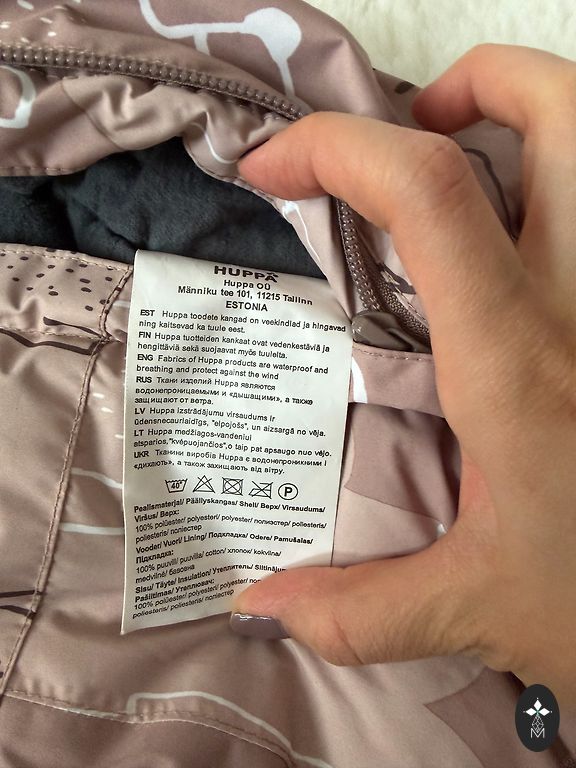 HUPPA
Huppa OÜ
Männiku tee 101, 11215 Tallinn
ESTONIA
EST Huppa toodete kangad on veekindlad ja hingavad
ning kaitsevad ka tuule eest.
FIN Huppa tuotteiden kankaat ovat vedenkestäviä ja
hengittäviä sekä suojaavat myös tuulelta.
ENG Fabrics of Huppa products are waterproof and
breathing and protect against the wind
RUS Ткани изделий Huppa являются
водонепроницаемыми и «дышащими», а также
защищают от ветра.
LV Huppa izstrādājumu virsaudums ir
ūdensnecaurlaidīgs, "elpojošs", un aizsargā no vēja.
LT Huppa medžiagos-vandeniui
atsparios,"kvėpuojančios",o taip pat apsaugo nuo vėjo.
UKR Тканини виробів Huppa є водонепроникними і
«дихають», а також захищають від вітру.
40° P
Pealismaterjal/ Päällyskangas/ Shell/ Верх/ Virsauduma/
Viršus/ Верх:
100% polüester/ polyesteri/ polyester/ полиэстер/ poliesteris/
poliesteris/ поліестер
Vooder/ Vuori/ Lining/ Подкладка/ Odere/ Pamušalas/
Підкладка:
100% puuvill/ puuvilla/ cotton/ хлопок/ kokvilna/
medvilnė/ бавовна
Sisu/ Täyte/ Insulation/ Утеплитель/
Pašiltimas/ Утеплювач:
100% polüester/ polyesteri/ polyester/
poliesteris/ poliesteris/ поліестер
M